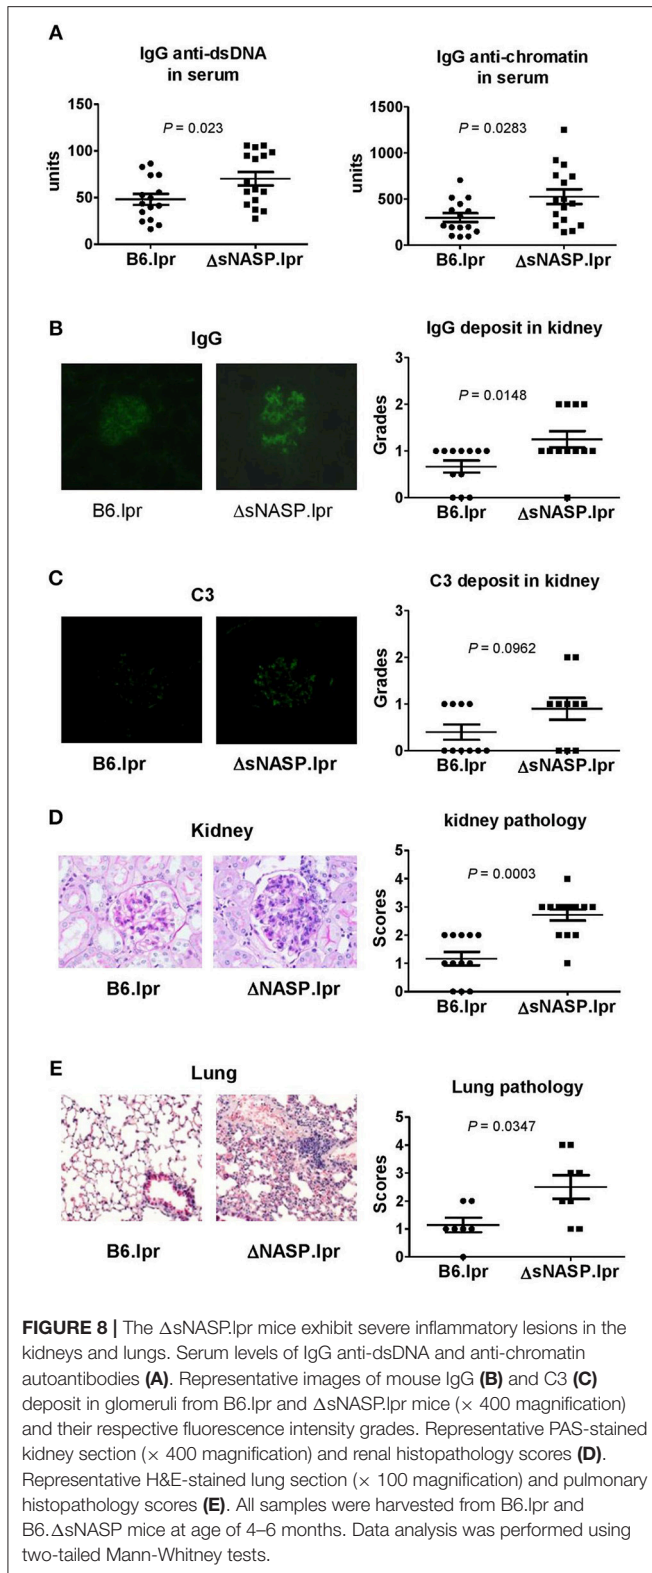 A
IgG anti-dsDNA
in serum
units
150
100
50
0
P = 0.023
B6.lpr
ΔsNASP.lpr
IgG anti-chromatin
in serum
units
1500
1000
500
0
P = 0.0283
B6.lpr
ΔsNASP.lpr
B
IgG
B6.lpr
ΔsNASP.lpr
IgG deposit in kidney
Grades
3
2
1
0
P = 0.0148
B6.lpr
ΔsNASP.lpr
C
C3
B6.lpr
ΔsNASP.lpr
C3 deposit in kidney
Grades
3
2
1
0
P = 0.0962
B6.lpr
ΔsNASP.lpr
D
Kidney
B6.lpr
ΔNASP.lpr
kidney pathology
Scores
5
4
3
2
1
0
P = 0.0003
B6.lpr
ΔsNASP.lpr
E
Lung
B6.lpr
ΔNASP.lpr
Lung pathology
Scores
5
4
3
2
1
0
P = 0.0347
B6.lpr
ΔsNASP.lpr
FIGURE 8 | The ΔsNASP.lpr mice exhibit severe inflammatory lesions in the
kidneys and lungs. Serum levels of IgG anti-dsDNA and anti-chromatin
autoantibodies (A). Representative images of mouse IgG (B) and C3 (C)
deposit in glomeruli from B6.lpr and ΔsNASP.lpr mice (× 400 magnification)
and their respective fluorescence intensity grades. Representative PAS-stained
kidney section (× 400 magnification) and renal histopathology scores (D).
Representative H&E-stained lung section (× 100 magnification) and pulmonary
histopathology scores (E). All samples were harvested from B6.lpr and
B6.ΔsNASP mice at age of 4–6 months. Data analysis was performed using
two-tailed Mann-Whitney tests.